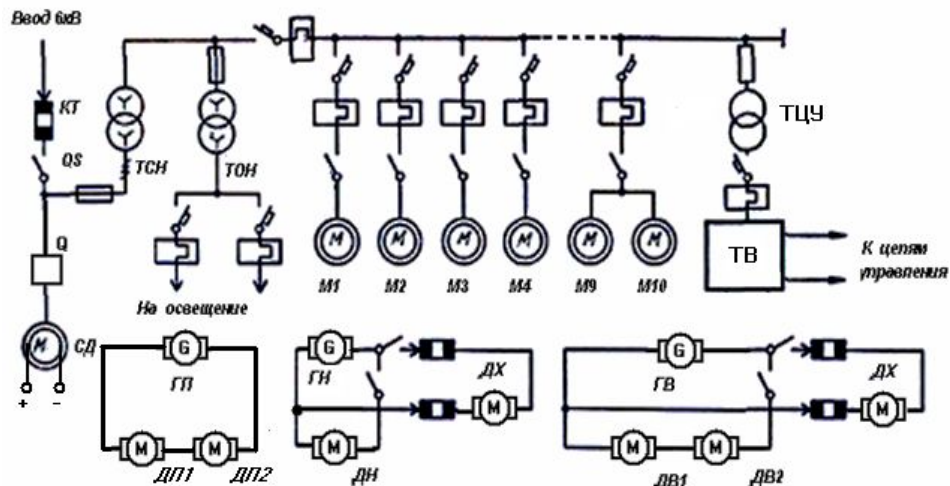 Ввод 6кВ
КТ
QS
ТСН
ТОН
ТЦУ
Q
ТВ
К цепям
управления
М М М М М М
М1 М2 М3 М4 М9 М10
На освещение
М
СД
+ -
G
ГП
М М
ДП1 ДП2
G
ГН
ДХ
М
М
ДН
G
ГВ
ДХ
М
М М
ДВ1 ДВ2